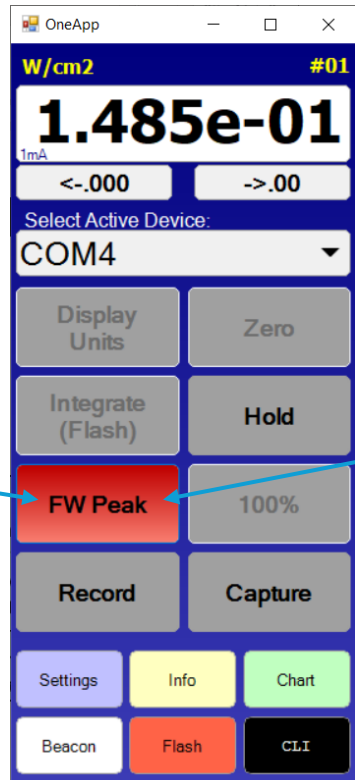 OneApp
W/cm2 #01
1.485e-01
1mA
<-.000 ->.00
Select Active Device:
COM4
Display
Units
Zero
Integrate
(Flash)
Hold
FW Peak
100%
Record
Capture
Settings
Info
Chart
Beacon
Flash
CLI